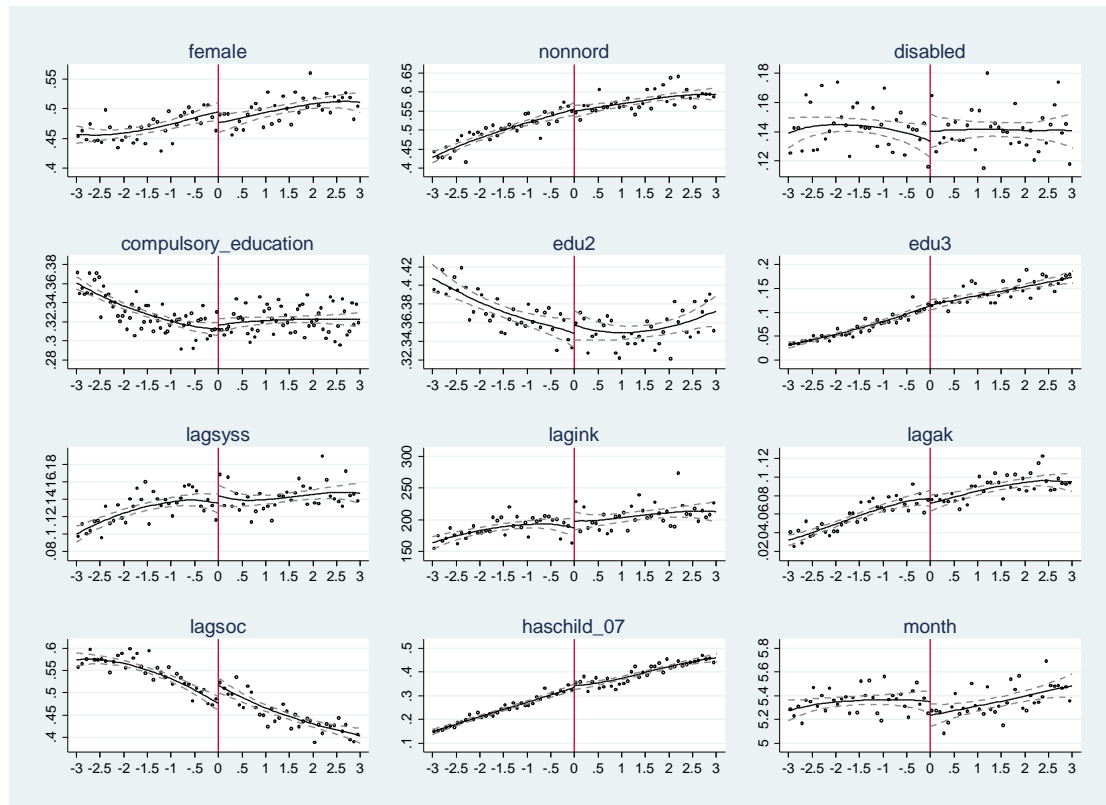 female
.4 .45 .5 .55
-3 -2.5 -2 -1.5 -1 -.5 0 .5 1 1.5 2 2.5 3
nonnord
.4 .45 .5 .55 .6 .65
-3 -2.5 -2 -1.5 -1 -.5 0 .5 1 1.5 2 2.5 3
disabled
.12 .14 .16 .18
-3 -2.5 -2 -1.5 -1 -.5 0 .5 1 1.5 2 2.5 3
compulsory_education
.28 .3 .32 .34 .36 .38
-3 -2.5 -2 -1.5 -1 -.5 0 .5 1 1.5 2 2.5 3
edu2
.32 .34 .36 .38 .4 .42
-3 -2.5 -2 -1.5 -1 -.5 0 .5 1 1.5 2 2.5 3
edu3
0 .05 .1 .15 .2
-3 -2.5 -2 -1.5 -1 -.5 0 .5 1 1.5 2 2.5 3
lagsyss
.08 .1 .12 .14 .16 .18
-3 -2.5 -2 -1.5 -1 -.5 0 .5 1 1.5 2 2.5 3
lagink
150 200 250 300
-3 -2.5 -2 -1.5 -1 -.5 0 .5 1 1.5 2 2.5 3
lagak
.02 .04 .06 .08 .1 .12
-3 -2.5 -2 -1.5 -1 -.5 0 .5 1 1.5 2 2.5 3
lagsoc
.4 .45 .5 .55 .6
-3 -2.5 -2 -1.5 -1 -.5 0 .5 1 1.5 2 2.5 3
haschild_07
.1 .2 .3 .4 .5
-3 -2.5 -2 -1.5 -1 -.5 0 .5 1 1.5 2 2.5 3
month
5 5.2 5.4 5.6 5.8
-3 -2.5 -2 -1.5 -1 -.5 0 .5 1 1.5 2 2.5 3